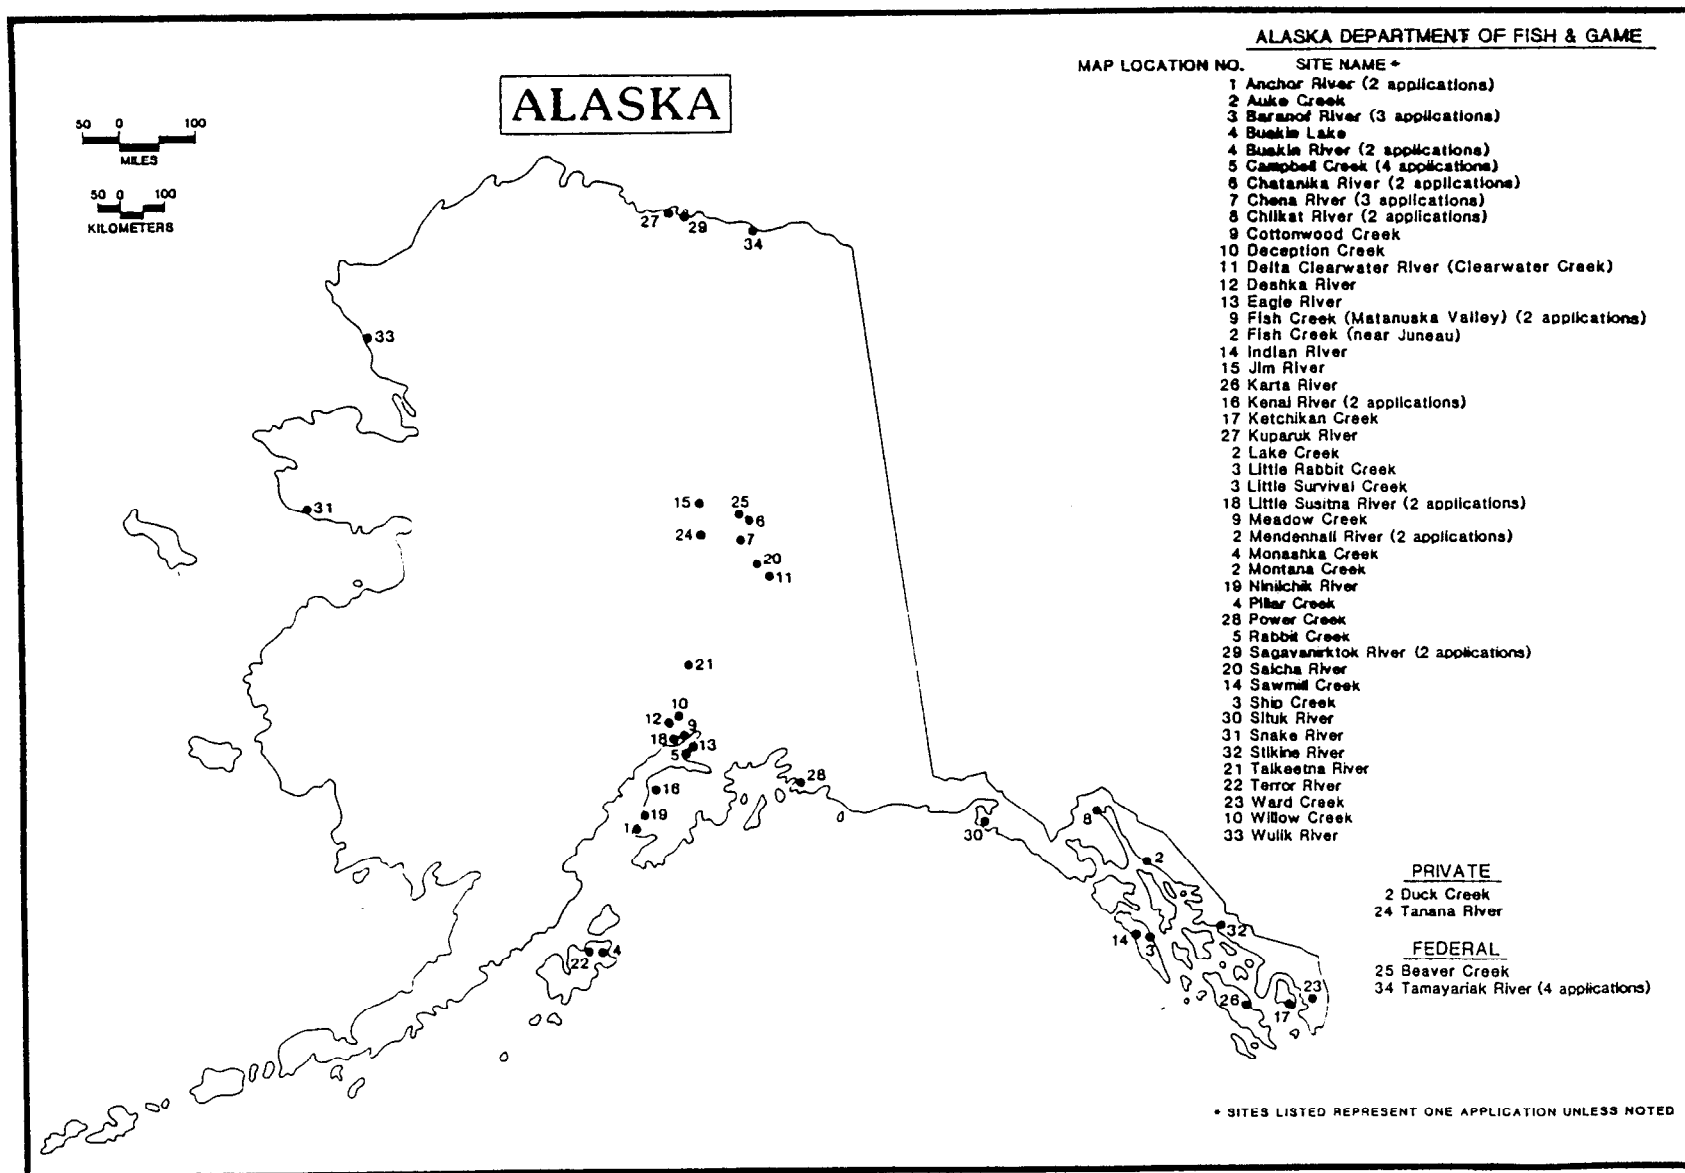 ALASKA
50 0 100
MILES
50 0 100
KILOMETERS
ALASKA DEPARTMENT OF FISH & GAME
MAP LOCATION NO. SITE NAME *
1 Anchor River (2 applications)
2 Auke Creek
3 Baranof River (3 applications)
4 Buskin Lake
4 Buskin River (2 applications)
5 Campbell Creek (4 applications)
6 Chatanika River (2 applications)
7 Chena River (3 applications)
8 Chilkat River (2 applications)
9 Cottonwood Creek
10 Deception Creek
11 Delta Clearwater River (Clearwater Creek)
12 Deshka River
13 Eagle River
9 Fish Creek (Matanuska Valley) (2 applications)
2 Fish Creek (near Juneau)
14 Indian River
15 Jim River
26 Karta River
16 Kenai River (2 applications)
17 Ketchikan Creek
27 Kuparuk River
2 Lake Creek
3 Little Rabbit Creek
3 Little Survival Creek
18 Little Susitna River (2 applications)
9 Meadow Creek
2 Mendenhall River (2 applications)
4 Monashka Creek
2 Montana Creek
19 Ninilchik River
4 Pillar Creek
28 Power Creek
5 Rabbit Creek
29 Sagavanirktok River (2 applications)
20 Salcha River
14 Sawmill Creek
3 Ship Creek
30 Situk River
31 Snake River
32 Stikine River
21 Talkeetna River
22 Terror River
23 Ward Creek
10 Willow Creek
33 Wulik River
PRIVATE
2 Duck Creek
24 Tanana River
FEDERAL
25 Beaver Creek
34 Tamayariak River (4 applications)
* SITES LISTED REPRESENT ONE APPLICATION UNLESS NOTED
27
29
34
33
31
15
25
6
24
7
20
11
21
10
12
9
18
13
5
28
16
19
1
30
8
2
22
4
14
3
32
26
17
23